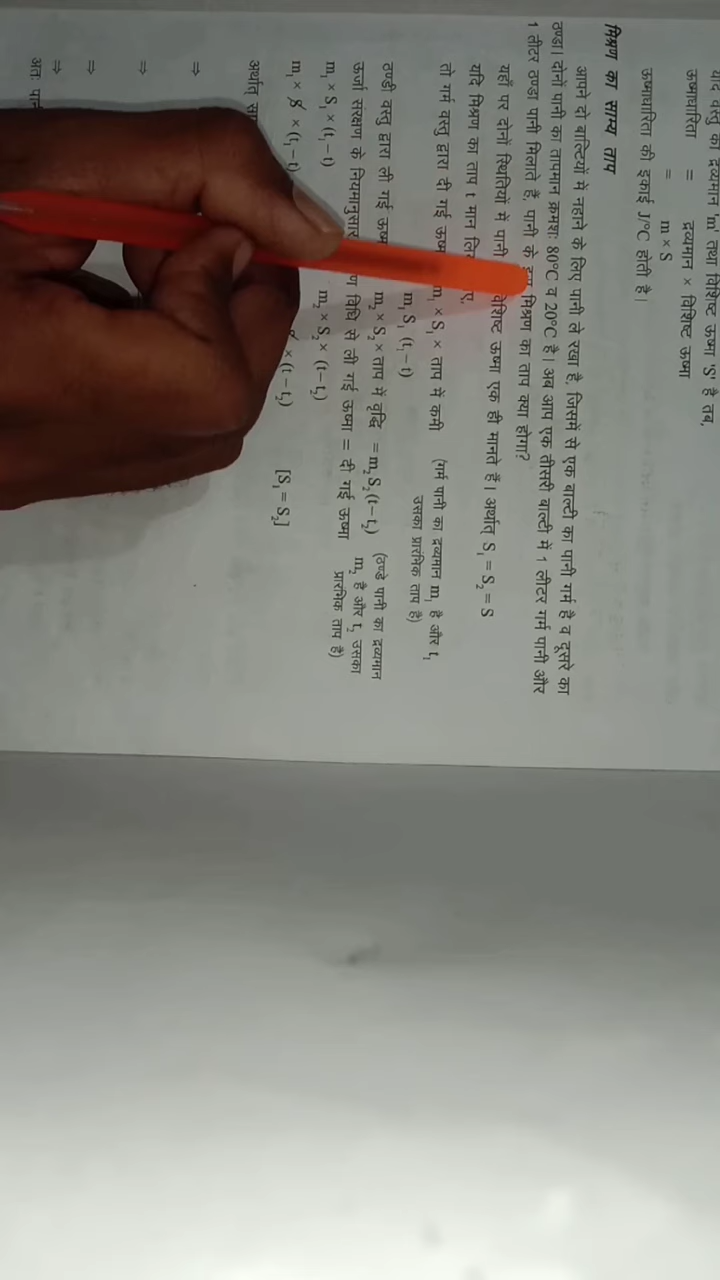 यदि वस्तु का द्रव्यमान 'm' तथा विशिष्ट ऊष्मा 'S' है तब,
ऊष्माधारिता = द्रव्यमान × विशिष्ट ऊष्मा
= m × S
ऊष्माधारिता की इकाई J/°C होती है।
मिश्रण का साम्य ताप
आपने दो बाल्टियों में नहाने के लिए पानी ले रखा है, जिसमें से एक बाल्टी का पानी गर्म है व दूसरे का
ठण्डा। दोनों पानी का तापमान क्रमशः 80°C व 20°C है। अब आप एक तीसरी बाल्टी में 1 लीटर गर्म पानी और
1 लीटर ठण्डा पानी मिलाते हैं, पानी के इस मिश्रण का ताप क्या होगा?
यहाँ पर दोनों स्थितियों में पानी ऊष्मा एक ही मानते हैं। अर्थात् S₁ = S₂ = S
यदि मिश्रण का ताप t मान
तो गर्म वस्तु द्वारा दी गई m₁ × S₁ × ताप में कमी (गर्म पानी का द्रव्यमान m₁ है और t₁
m₁ S₁ (t₁ – t) उसका प्रारंभिक ताप है)
ठण्डी वस्तु द्वारा ली गई m₂ × S₂ × ताप में वृद्धि = m₂ S₂ (t – t₂) (ठण्डे पानी का द्रव्यमान
m₂ है और t₂ उसका
ऊर्जा संरक्षण के नियमानुसार विधि से ली गई ऊष्मा = दी गई ऊष्मा प्रारंभिक ताप है)
m₁ × S₁ × (t₁ – t) m₂ × S₂ × (t – t₂)
m₁ × S × (t₁ – t) × (t – t₂) [S₁ = S₂]
अर्थात्
⇒
⇒
⇒
⇒
अतः